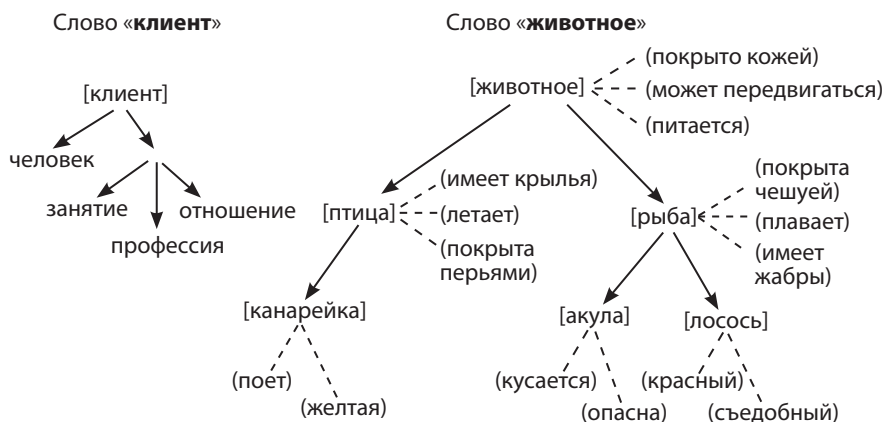 Слово «клиент»
[клиент]
человек
занятие
отношение
профессия
Слово «животное»
[животное]
(покрыто кожей)
(может передвигаться)
(питается)
[птица]
(имеет крылья)
(летает)
(покрыта
перьями)
[рыба]
(покрыта
чешуей)
(плавает)
(имеет
жабры)
[канарейка]
(поет)
(желтая)
[акула]
(кусается)
(опасна)
[лосось]
(красный)
(съедобный)